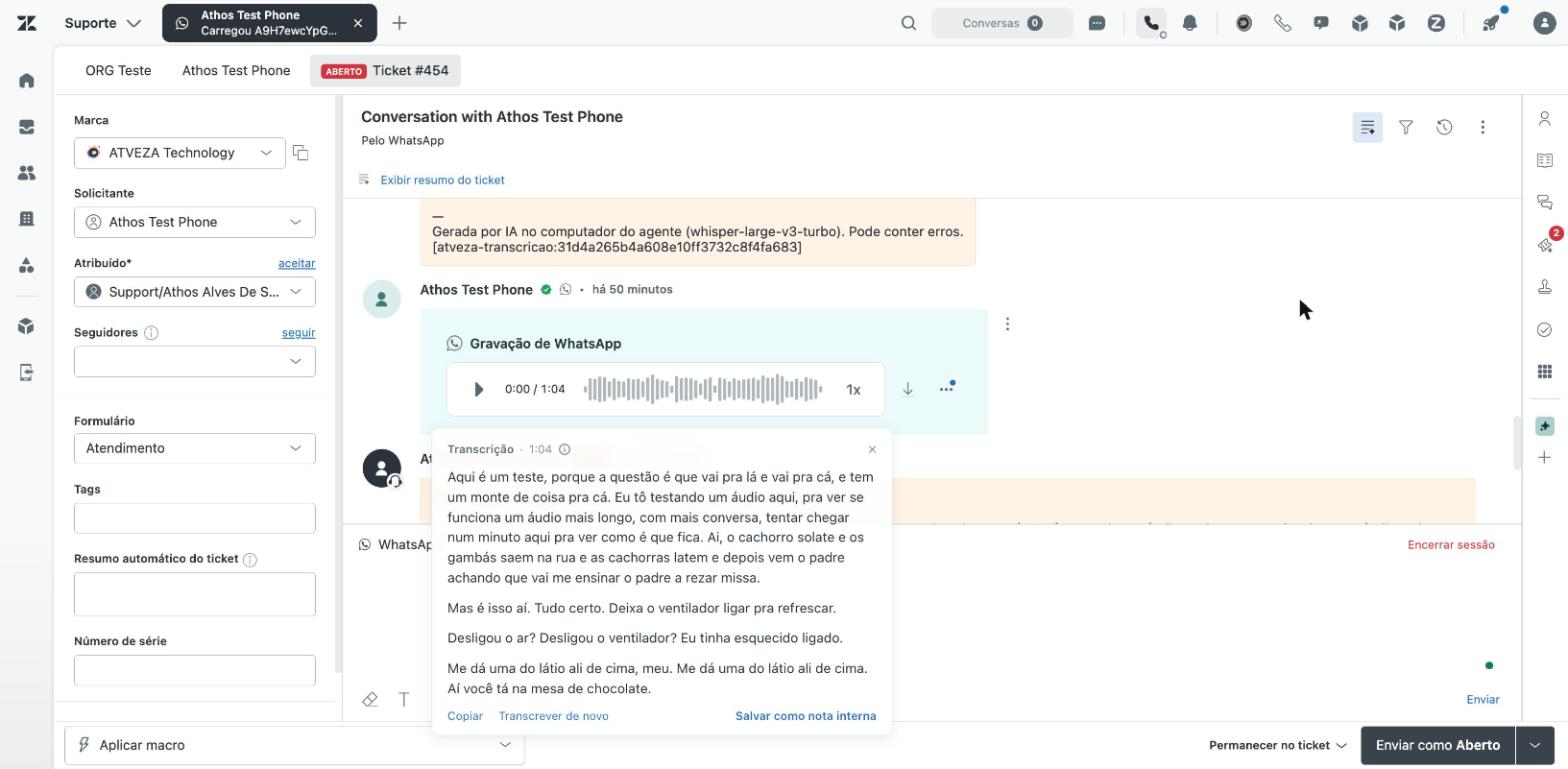 Suporte
Athos Test Phone
Carregou A9H7ewcYpG...
Conversas 0
ORG Teste
Athos Test Phone
ABERTO Ticket #454
Marca
ATVEZA Technology
Solicitante
Athos Test Phone
Atribuído* aceitar
Support/Athos Alves De S...
Seguidores seguir
Formulário
Atendimento
Tags
Resumo automático do ticket
Número de série
Conversation with Athos Test Phone
Pelo WhatsApp
Exibir resumo do ticket
—
Gerada por IA no computador do agente (whisper-large-v3-turbo). Pode conter erros.
[atveza-transcricao:31d4a265b4a608e10ff3732c8f4fa683]
Athos Test Phone • há 50 minutos
Gravação de WhatsApp
0:00 / 1:04 1x
At
Transcrição · 1:04
Aqui é um teste, porque a questão é que vai pra lá e vai pra cá, e tem
um monte de coisa pra cá. Eu tô testando um áudio aqui, pra ver se
funciona um áudio mais longo, com mais conversa, tentar chegar
num minuto aqui pra ver como é que fica. Ai, o cachorro solate e os
gambás saem na rua e as cachorras latem e depois vem o padre
achando que vai me ensinar o padre a rezar missa.
Mas é isso aí. Tudo certo. Deixa o ventilador ligar pra refrescar.
Desligou o ar? Desligou o ventilador? Eu tinha esquecido ligado.
Me dá uma do látio ali de cima, meu. Me dá uma do látio ali de cima.
Aí você tá na mesa de chocolate.
Copiar Transcrever de novo Salvar como nota interna
WhatsAp
Encerrar sessão
Enviar
2
Aplicar macro
Permanecer no ticket
Enviar como Aberto